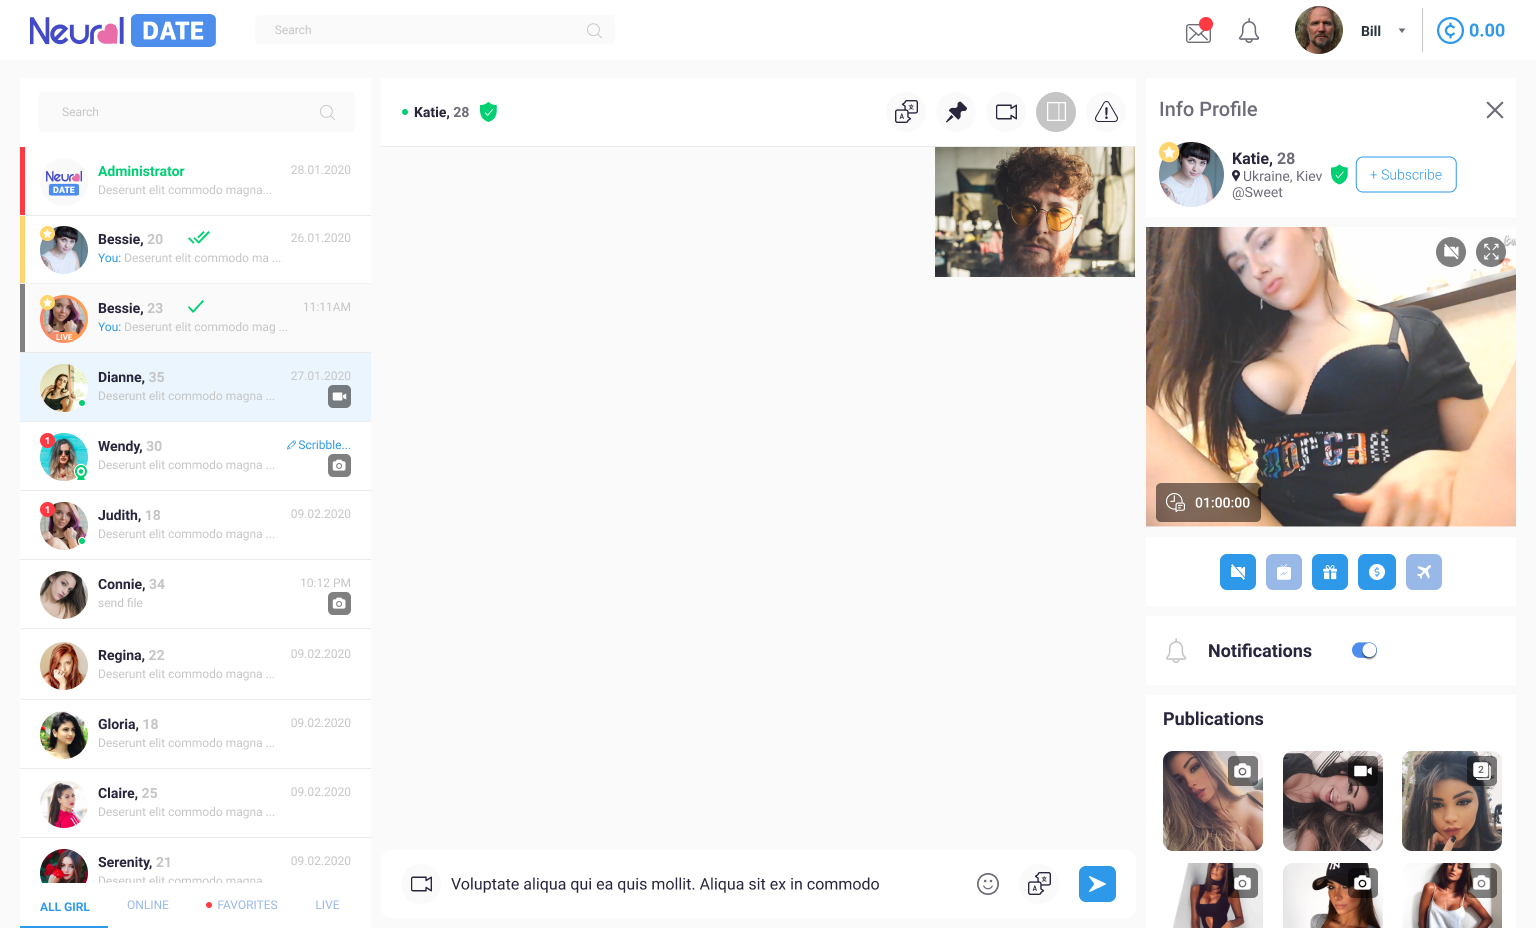 Neural DATE
Search
Bill
0.00
Search
Neural
DATE
Administrator
28.01.2020
Deserunt elit commodo magna...
Bessie, 20
26.01.2020
You: Deserunt elit commodo ma ...
LIVE
Bessie, 23
11:11AM
You: Deserunt elit commodo mag ...
Dianne, 35
27.01.2020
Deserunt elit commodo magna ...
1
Wendy, 30
Scribble...
Deserunt elit commodo magna ...
1
Judith, 18
09.02.2020
Deserunt elit commodo magna ...
Connie, 34
10:12 PM
send file
Regina, 22
09.02.2020
Deserunt elit commodo magna ...
Gloria, 18
09.02.2020
Deserunt elit commodo magna ...
Claire, 25
09.02.2020
Deserunt elit commodo magna ...
Serenity, 21
09.02.2020
Deserunt elit commodo magna ...
ALL GIRL
ONLINE
FAVORITES
LIVE
Katie, 28
Voluptate aliqua qui ea quis mollit. Aliqua sit ex in commodo
Info Profile
Katie, 28
Ukraine, Kiev
@Sweet
+ Subscribe
01:00:00
Notifications
Publications
2